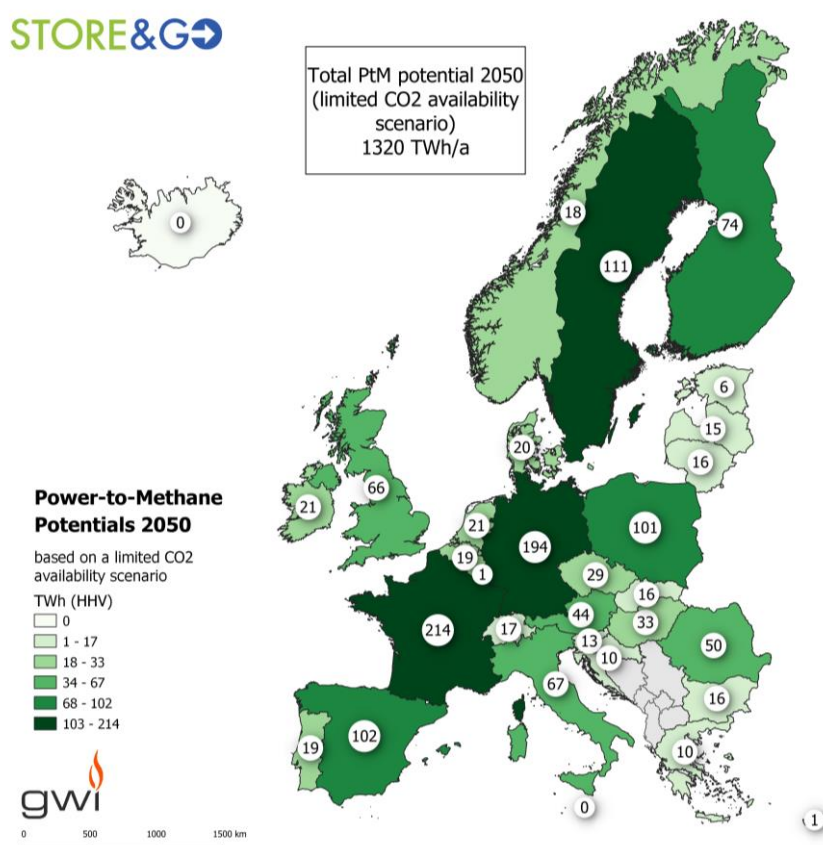 STORE&GO
Total PtM potential 2050
(limited CO2 availability
scenario)
1320 TWh/a
0
18
74
111
6
15
16
20
66
21
21
194
101
19
1
29
16
44
33
214
17
13
10
50
67
16
102
19
10
0
1
Power-to-Methane
Potentials 2050
based on a limited CO2
availability scenario
TWh (HHV)
0
1 - 17
18 - 33
34 - 67
68 - 102
103 - 214
gwi
0 500 1000 1500 km